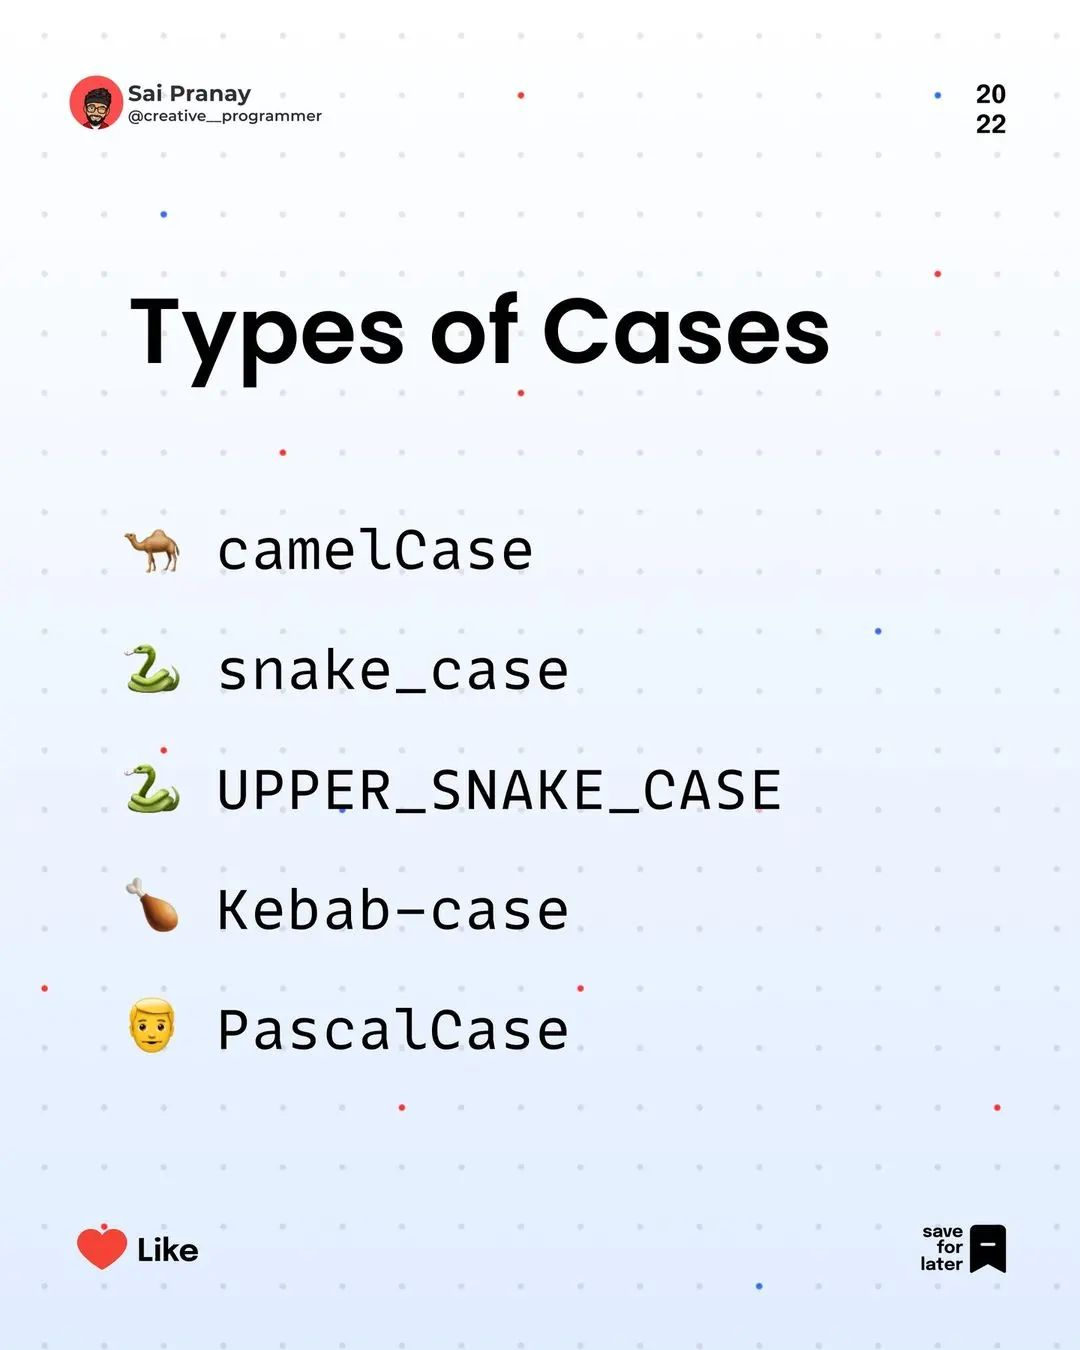 Sai Pranay
@creative__programmer
20
22
Types of Cases
camelCase
snake_case
UPPER_SNAKE_CASE
Kebab-case
PascalCase
Like
save
for
later